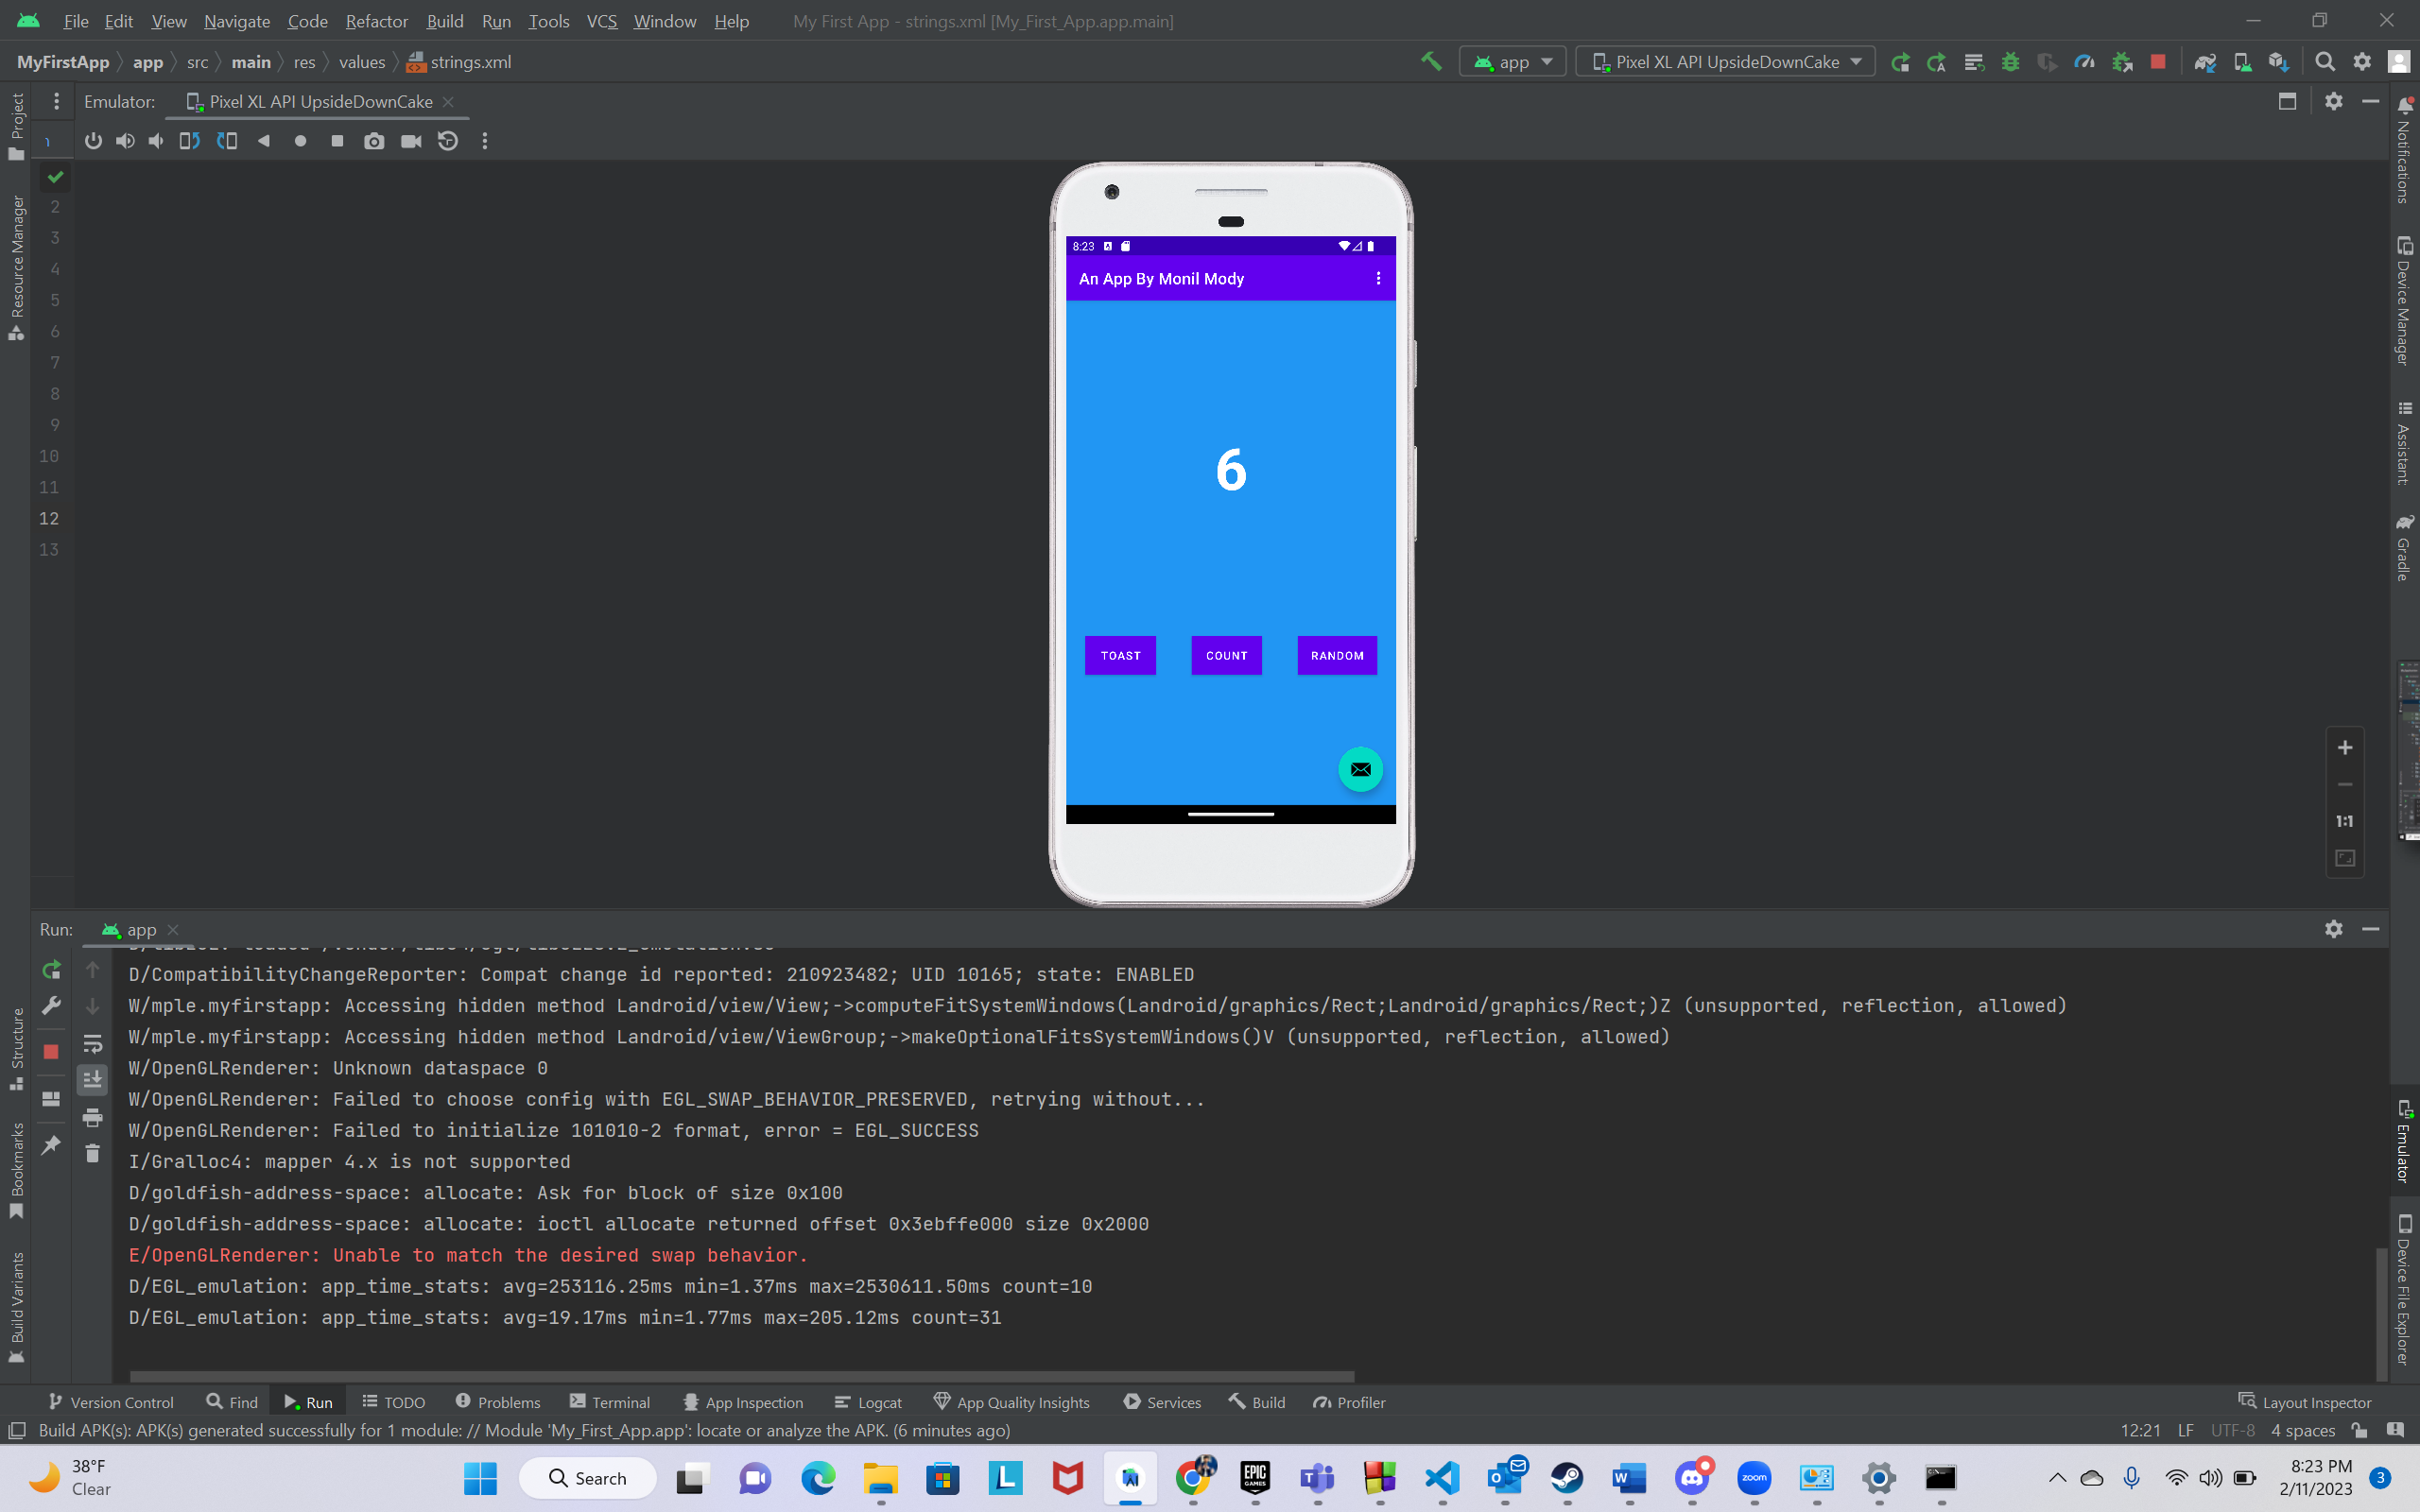 File Edit View Navigate Code Refactor Build Run Tools VCS Window Help My First App - strings.xml [My_First_App.app.main]
MyFirstApp app src main res values strings.xml app Pixel XL API UpsideDownCake
Emulator: Pixel XL API UpsideDownCake
Project
Resource Manager
Structure
Bookmarks
Build Variants
2
3
4
5
6
7
8
9
10
11
12
13
8:23
An App By Monil Mody
6
TOAST COUNT RANDOM
1:1
Notifications
Device Manager
Assistant:
Gradle
Emulator
Device File Explorer
Run: app
D/CompatibilityChangeReporter: Compat change id reported: 210923482; UID 10165; state: ENABLED
W/mple.myfirstapp: Accessing hidden method Landroid/view/View;->computeFitSystemWindows(Landroid/graphics/Rect;Landroid/graphics/Rect;)Z (unsupported, reflection, allowed)
W/mple.myfirstapp: Accessing hidden method Landroid/view/ViewGroup;->makeOptionalFitsSystemWindows()V (unsupported, reflection, allowed)
W/OpenGLRenderer: Unknown dataspace 0
W/OpenGLRenderer: Failed to choose config with EGL_SWAP_BEHAVIOR_PRESERVED, retrying without...
W/OpenGLRenderer: Failed to initialize 101010-2 format, error = EGL_SUCCESS
I/Gralloc4: mapper 4.x is not supported
D/goldfish-address-space: allocate: Ask for block of size 0x100
D/goldfish-address-space: allocate: ioctl allocate returned offset 0x3ebffe000 size 0x2000
E/OpenGLRenderer: Unable to match the desired swap behavior.
D/EGL_emulation: app_time_stats: avg=253116.25ms min=1.37ms max=2530611.50ms count=10
D/EGL_emulation: app_time_stats: avg=19.17ms min=1.77ms max=205.12ms count=31
Version Control Find Run TODO Problems Terminal App Inspection Logcat App Quality Insights Services Build Profiler Layout Inspector
Build APK(s): APK(s) generated successfully for 1 module: // Module 'My_First_App.app': locate or analyze the APK. (6 minutes ago) 12:21 LF UTF-8 4 spaces
38°F
Clear
Search
EPIC GAMES
zoom
8:23 PM
2/11/2023
3